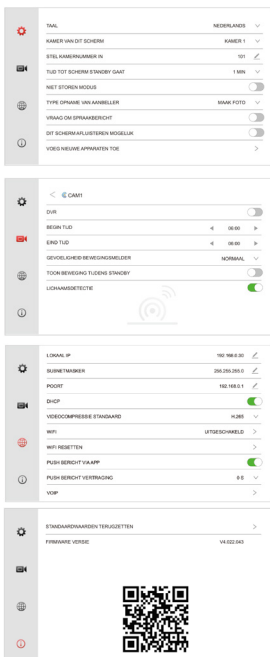 TAAL NEDERLANDS
KAMER VAN DIT SCHERM KAMER 1
STEL KAMERNUMMER IN 101
TIJD TOT SCHERM STANDBY GAAT 1 MIN
NIET STOREN MODUS
TYPE OPNAME VAN AANBELLER MAAK FOTO
VRAAG OM SPRAAKBERICHT
DIT SCHERM AFLUISTEREN MOGELIJK
VOEG NIEUWE APPARATEN TOE
< CAM1
DVR
BEGIN TIJD 06:00
EIND TIJD 06:00
GEVOELIGHEID BEWEGINGSMELDER NORMAAL
TOON BEWEGING TIJDENS STANDBY
LICHAAMSDETECTIE
LOKAAL IP 192.168.0.30
SUBNETMASKER 255.255.255.0
POORT 192.168.0.1
DHCP
VIDEOCOMPRESSIE STANDAARD H.265
WIFI UITGESCHAKELD
WIFI RESETTEN
PUSH BERICHT VIA APP
PUSH BERICHT VERTRAGING
VOIP
STANDAARDWAARDEN TERUGZETTEN
FIRMWARE VERSIE V4.022.043